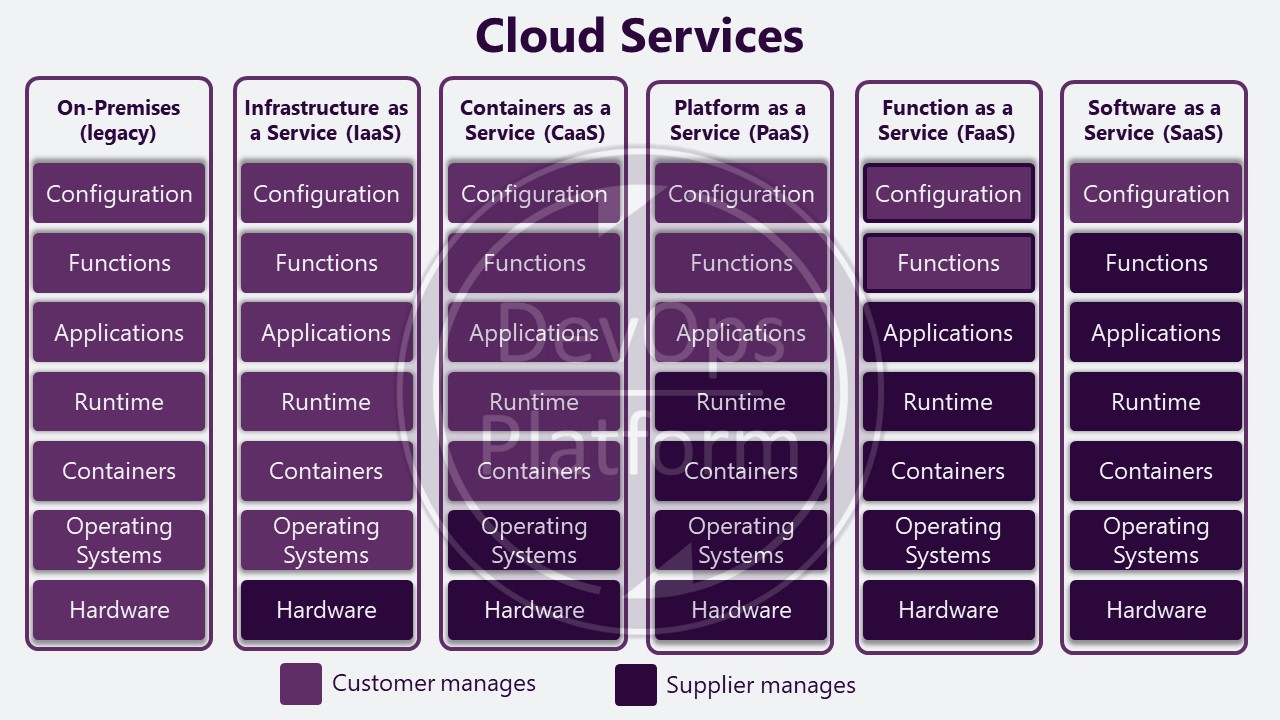 Cloud Services
On-Premises
(legacy)
Configuration
Functions
Applications
Runtime
Containers
Operating
Systems
Hardware
Infrastructure as
a Service (IaaS)
Configuration
Functions
Applications
Runtime
Containers
Operating
Systems
Hardware
Containers as a
Service (CaaS)
Configuration
Functions
Applications
Runtime
Containers
Operating
Systems
Hardware
Platform as a
Service (PaaS)
Configuration
Functions
Applications
Runtime
Containers
Operating
Systems
Hardware
Function as a
Service (FaaS)
Configuration
Functions
Applications
Runtime
Containers
Operating
Systems
Hardware
Software as a
Service (SaaS)
Configuration
Functions
Applications
Runtime
Containers
Operating
Systems
Hardware
DevOps
Platform
Customer manages
Supplier manages